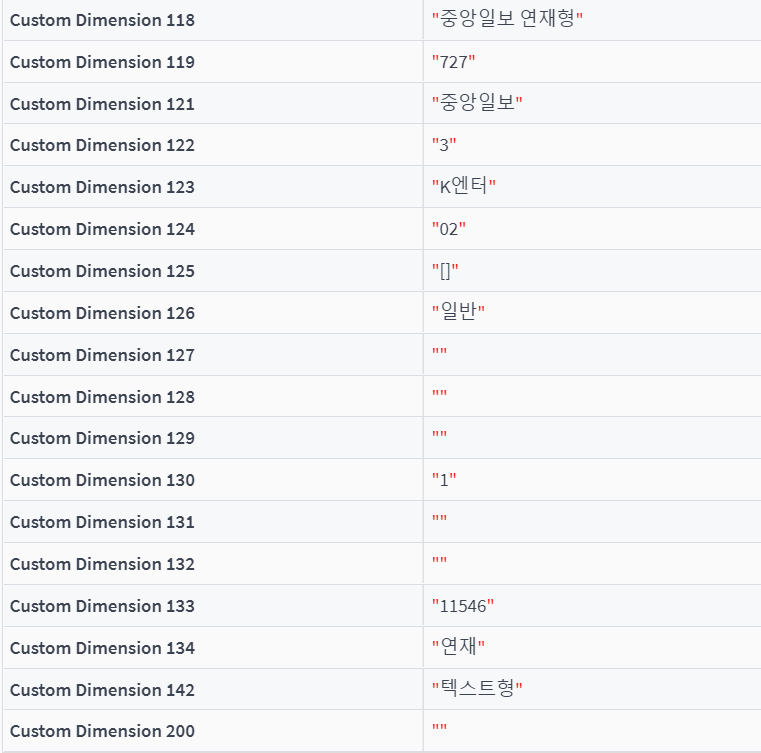 Custom Dimension 118 "중앙일보 연재형"
Custom Dimension 119 "727"
Custom Dimension 121 "중앙일보"
Custom Dimension 122 "3"
Custom Dimension 123 "K엔터"
Custom Dimension 124 "02"
Custom Dimension 125 "[]"
Custom Dimension 126 "일반"
Custom Dimension 127 ""
Custom Dimension 128 ""
Custom Dimension 129 ""
Custom Dimension 130 "1"
Custom Dimension 131 ""
Custom Dimension 132 ""
Custom Dimension 133 "11546"
Custom Dimension 134 "연재"
Custom Dimension 142 "텍스트형"
Custom Dimension 200 ""